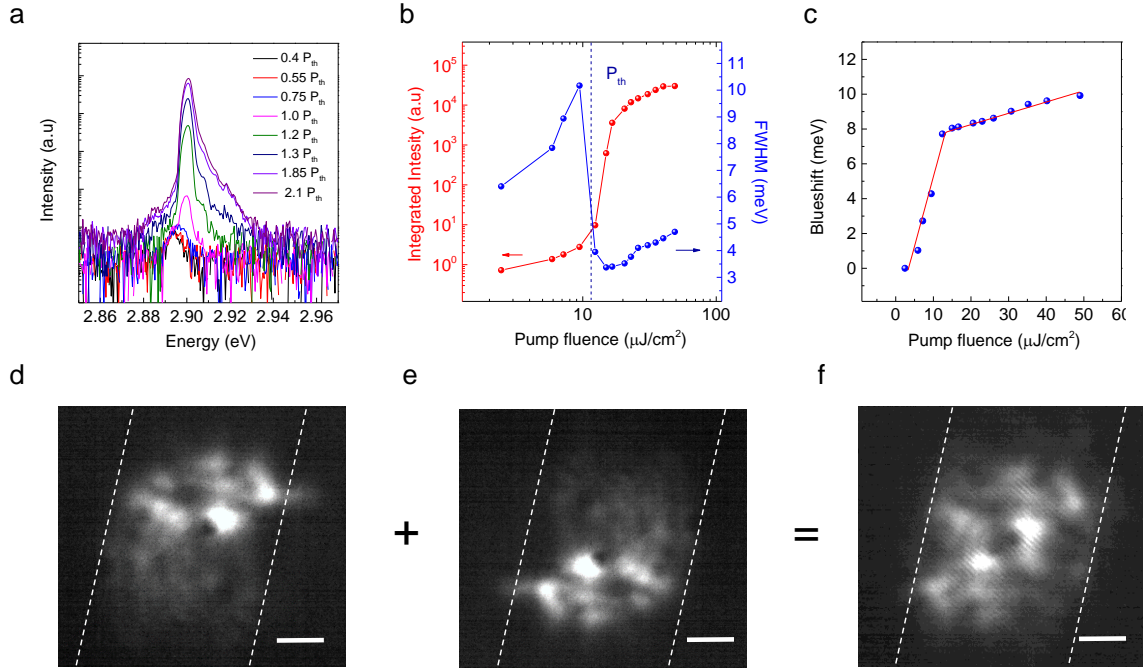 a
Intensity (a.u)
0.4 P_th
0.55 P_th
0.75 P_th
1.0 P_th
1.2 P_th
1.3 P_th
1.85 P_th
2.1 P_th
2.86 2.88 2.90 2.92 2.94 2.96
Energy (eV)
b
Integrated Intesity (a.u)
10^5
10^4
10^3
10^2
10^1
10^0
P_th
11
10
9
8
7
6
5
4
3
FWHM (meV)
10 100
Pump fluence (μJ/cm²)
c
Blueshift (meV)
12
10
8
6
4
2
0
0 10 20 30 40 50 60
Pump fluence (μJ/cm²)
d
e
f
+
=